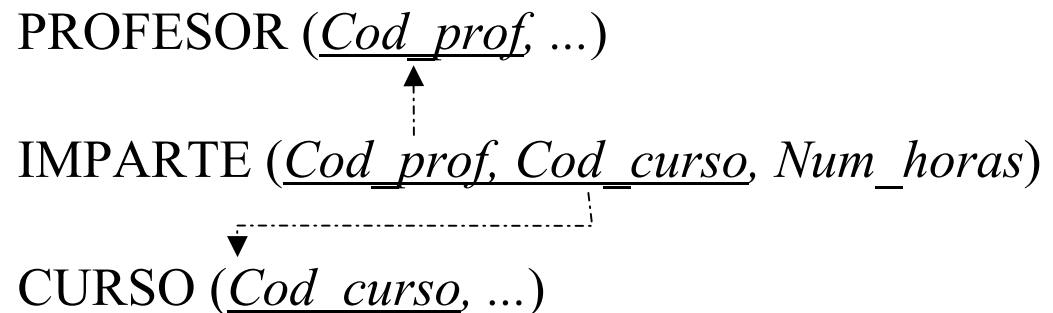 PROFESOR (Cod_prof, ...)
IMPARTE (Cod_prof, Cod_curso, Num_horas)
CURSO (Cod_curso, ...)